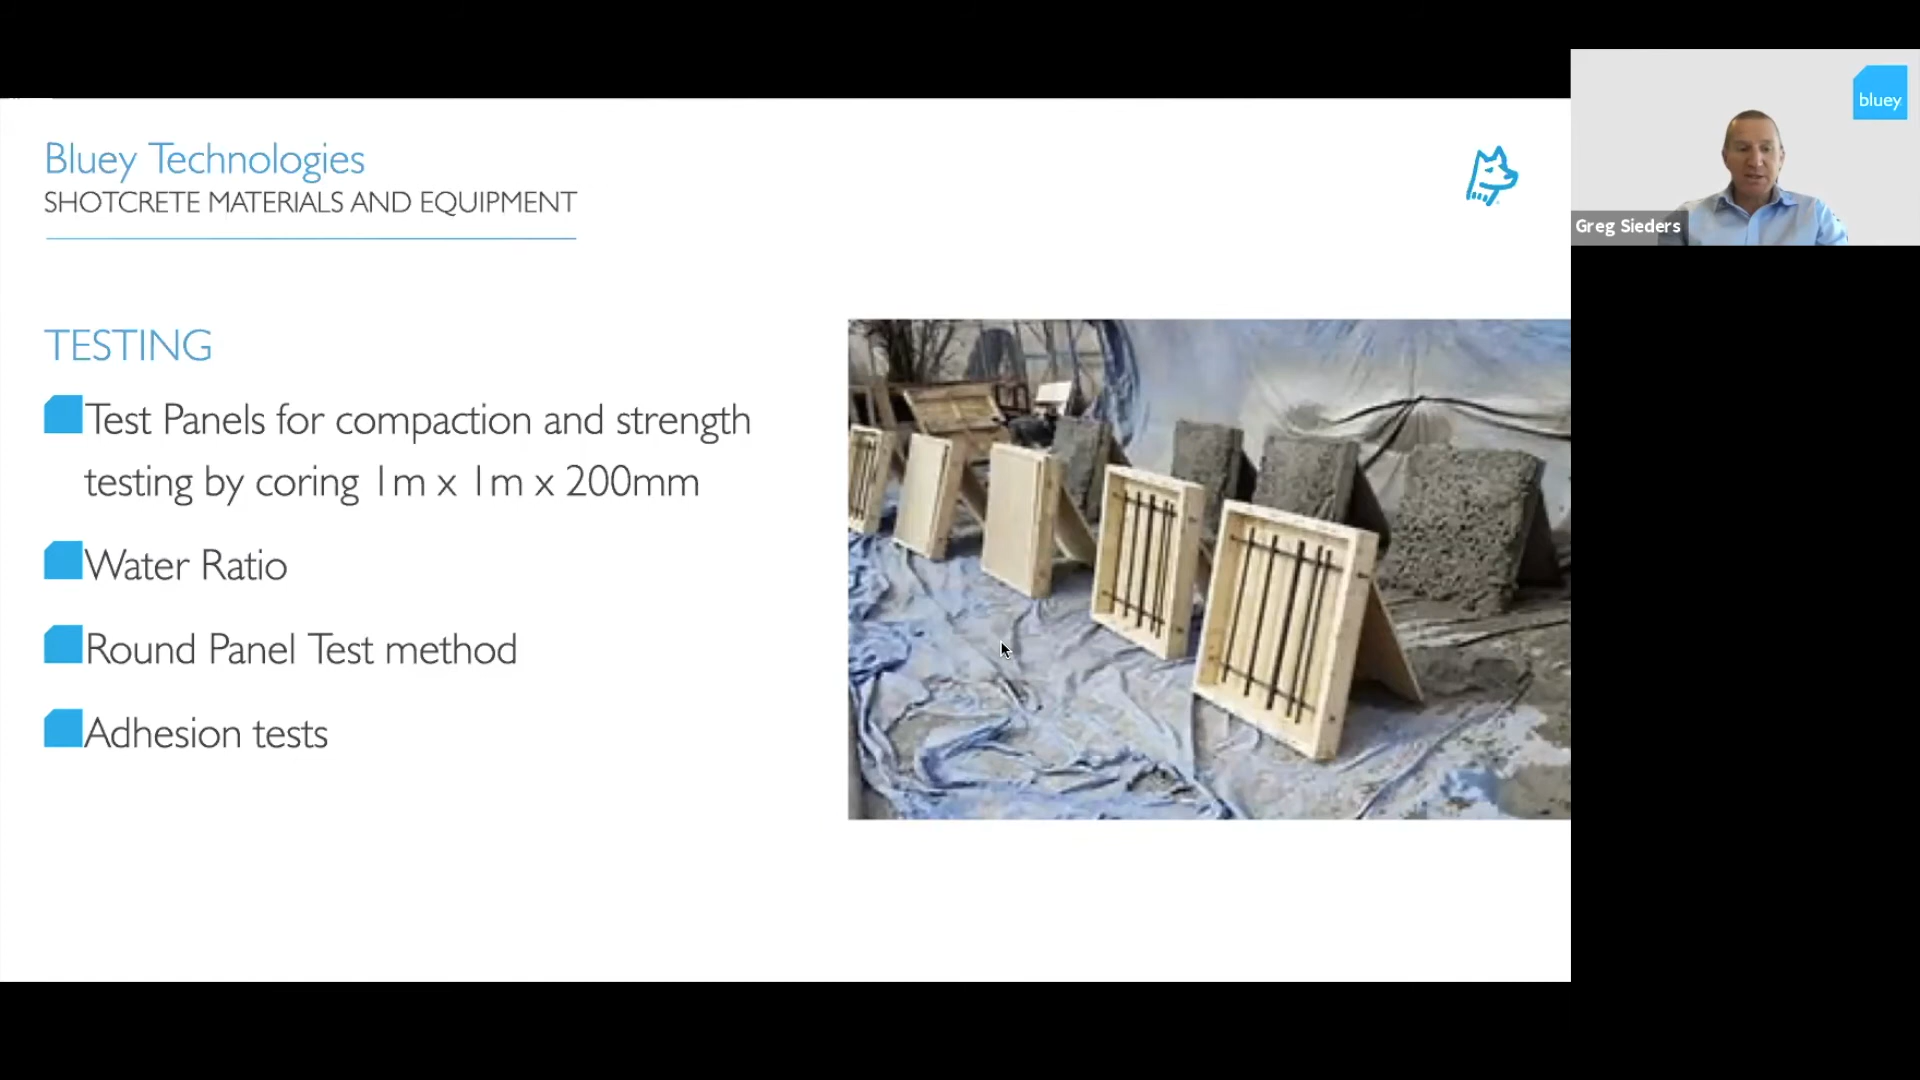 Bluey Technologies
SHOTCRETE MATERIALS AND EQUIPMENT
bluey
Greg Sieders
TESTING
Test Panels for compaction and strength
testing by coring 1m x 1m x 200mm
Water Ratio
Round Panel Test method
Adhesion tests